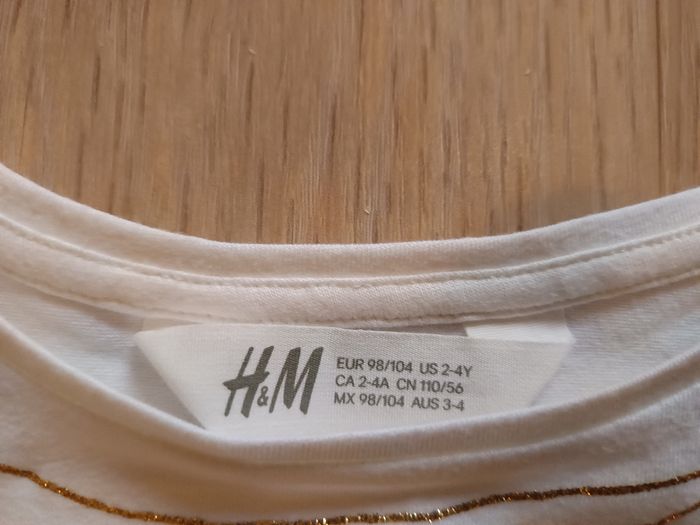 H&M
EUR 98/104 US 2-4Y
CA 2-4A CN 110/56
MX 98/104 AUS 3-4